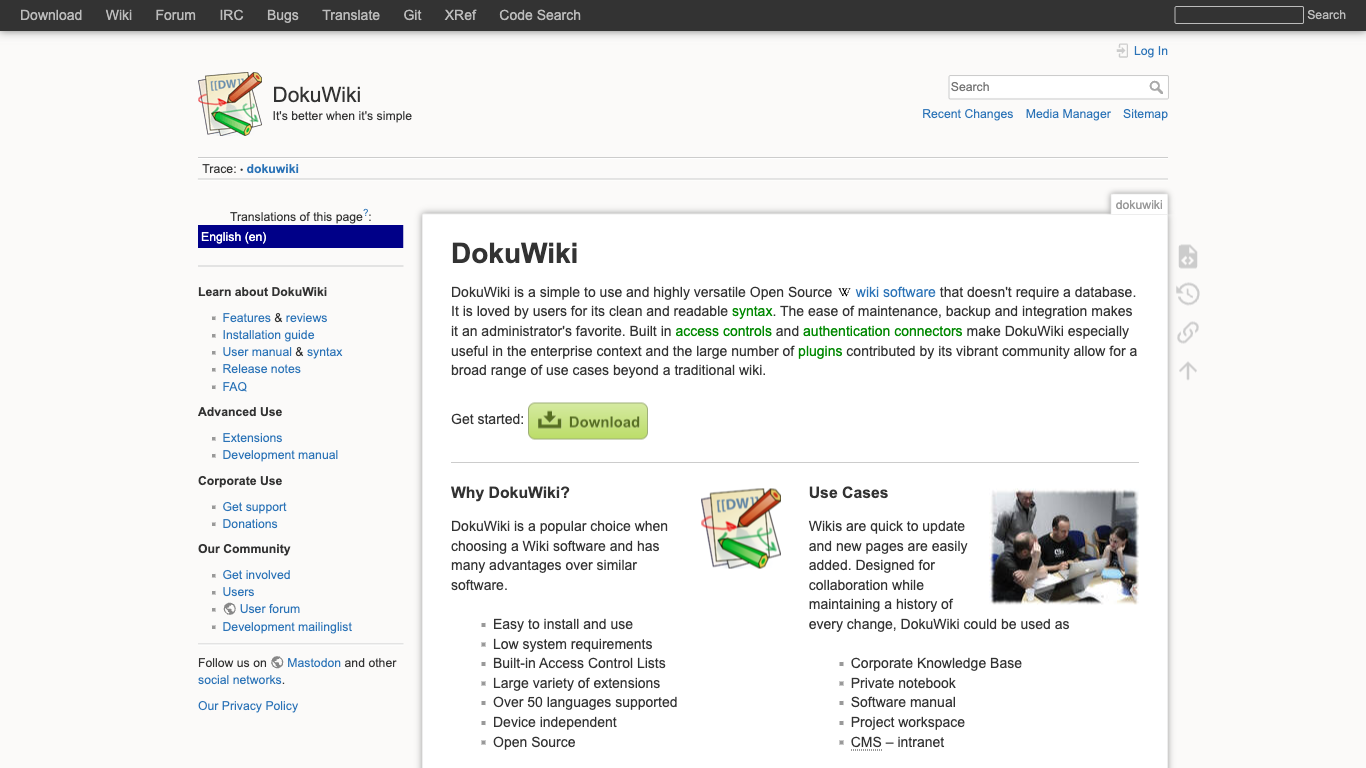 Download Wiki Forum IRC Bugs Translate Git XRef Code Search
Search
Log In
[[DW]]
DokuWiki
It's better when it's simple
Search
Recent Changes Media Manager Sitemap
Trace: • dokuwiki
Translations of this page?:
English (en)
Learn about DokuWiki
Features & reviews
Installation guide
User manual & syntax
Release notes
FAQ
Advanced Use
Extensions
Development manual
Corporate Use
Get support
Donations
Our Community
Get involved
Users
User forum
Development mailinglist
Follow us on Mastodon and other
social networks.
Our Privacy Policy
dokuwiki
DokuWiki
DokuWiki is a simple to use and highly versatile Open Source W wiki software that doesn't require a database.
It is loved by users for its clean and readable syntax. The ease of maintenance, backup and integration makes
it an administrator's favorite. Built in access controls and authentication connectors make DokuWiki especially
useful in the enterprise context and the large number of plugins contributed by its vibrant community allow for a
broad range of use cases beyond a traditional wiki.
Get started: Download
Why DokuWiki?
[[DW]]
DokuWiki is a popular choice when
choosing a Wiki software and has
many advantages over similar
software.
Easy to install and use
Low system requirements
Built-in Access Control Lists
Large variety of extensions
Over 50 languages supported
Device independent
Open Source
Use Cases
Wikis are quick to update
and new pages are easily
added. Designed for
collaboration while
maintaining a history of
every change, DokuWiki could be used as
Corporate Knowledge Base
Private notebook
Software manual
Project workspace
CMS – intranet